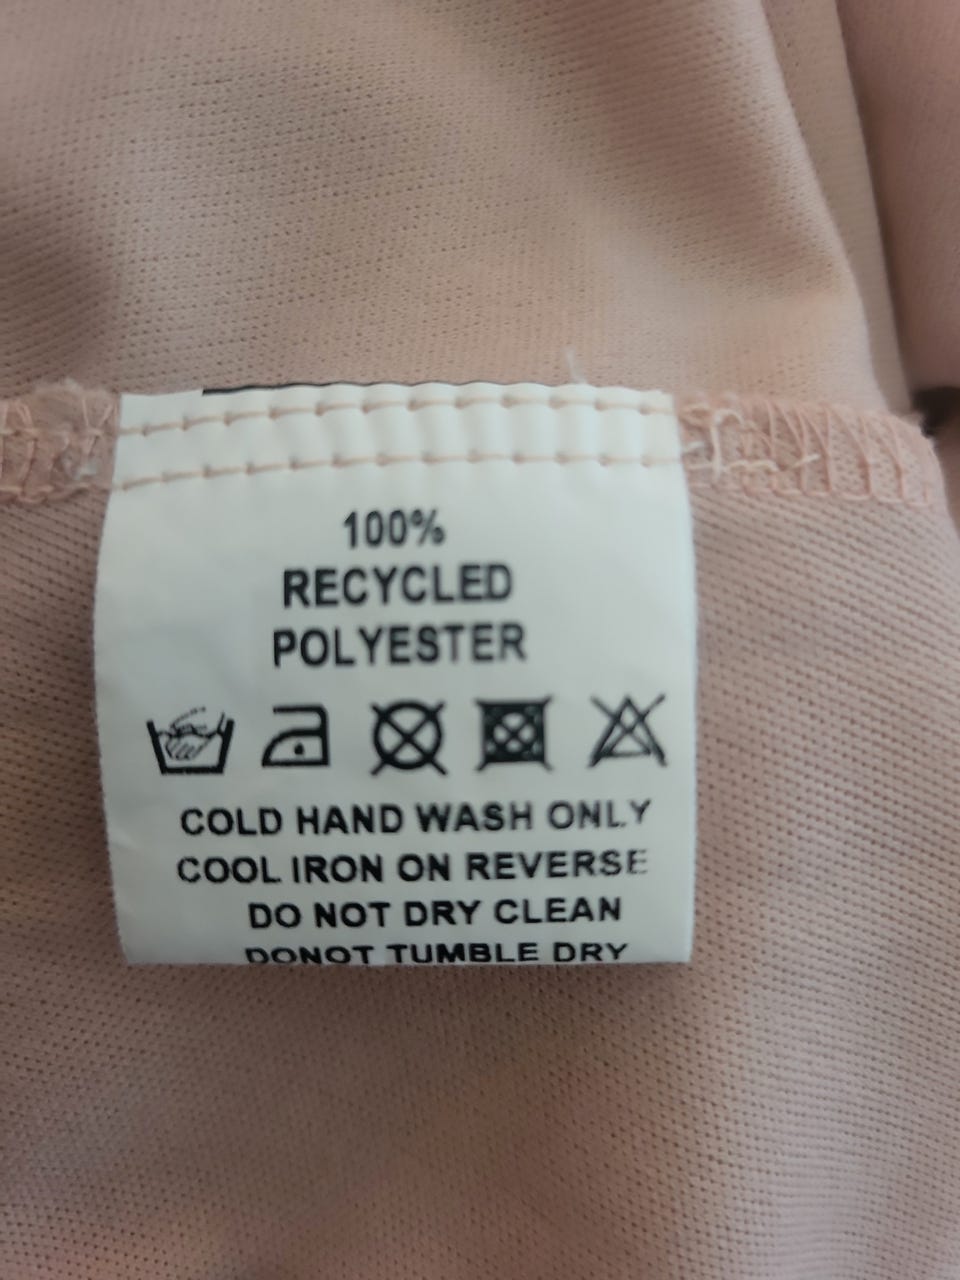 100%
RECYCLED
POLYESTER
COLD HAND WASH ONLY
COOL IRON ON REVERSE
DO NOT DRY CLEAN
DONOT TUMBLE DRY